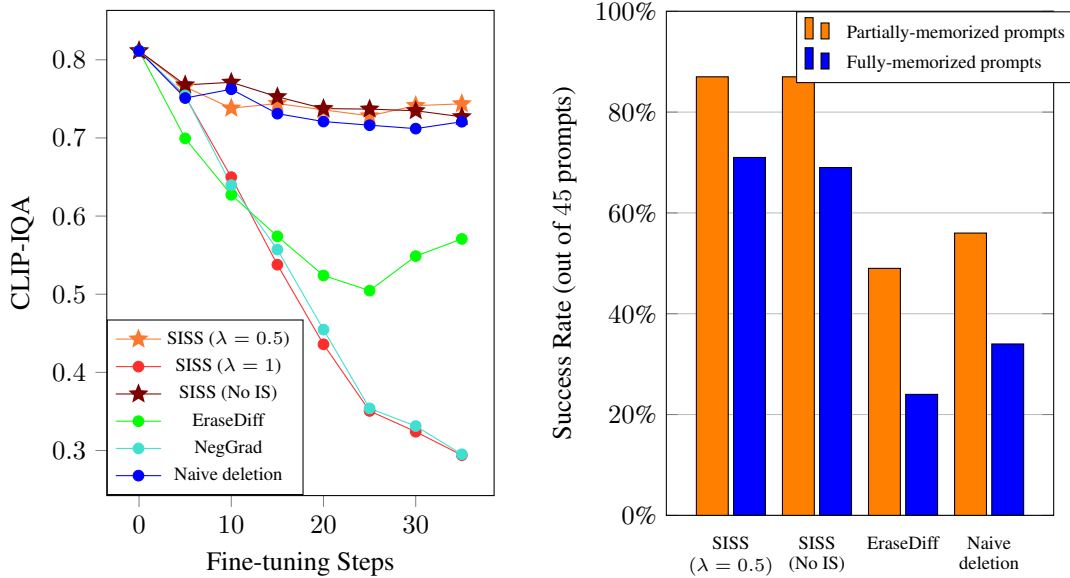 CLIP-IQA
0.8
0.7
0.6
0.5
0.4
0.3
0
10
20
30
Fine-tuning Steps
SISS (λ = 0.5)
SISS (λ = 1)
SISS (No IS)
EraseDiff
NegGrad
Naive deletion
Success Rate (out of 45 prompts)
100%
80%
60%
40%
20%
0%
Partially-memorized prompts
Fully-memorized prompts
SISS
(λ = 0.5)
SISS
(No IS)
EraseDiff
Naive
deletion